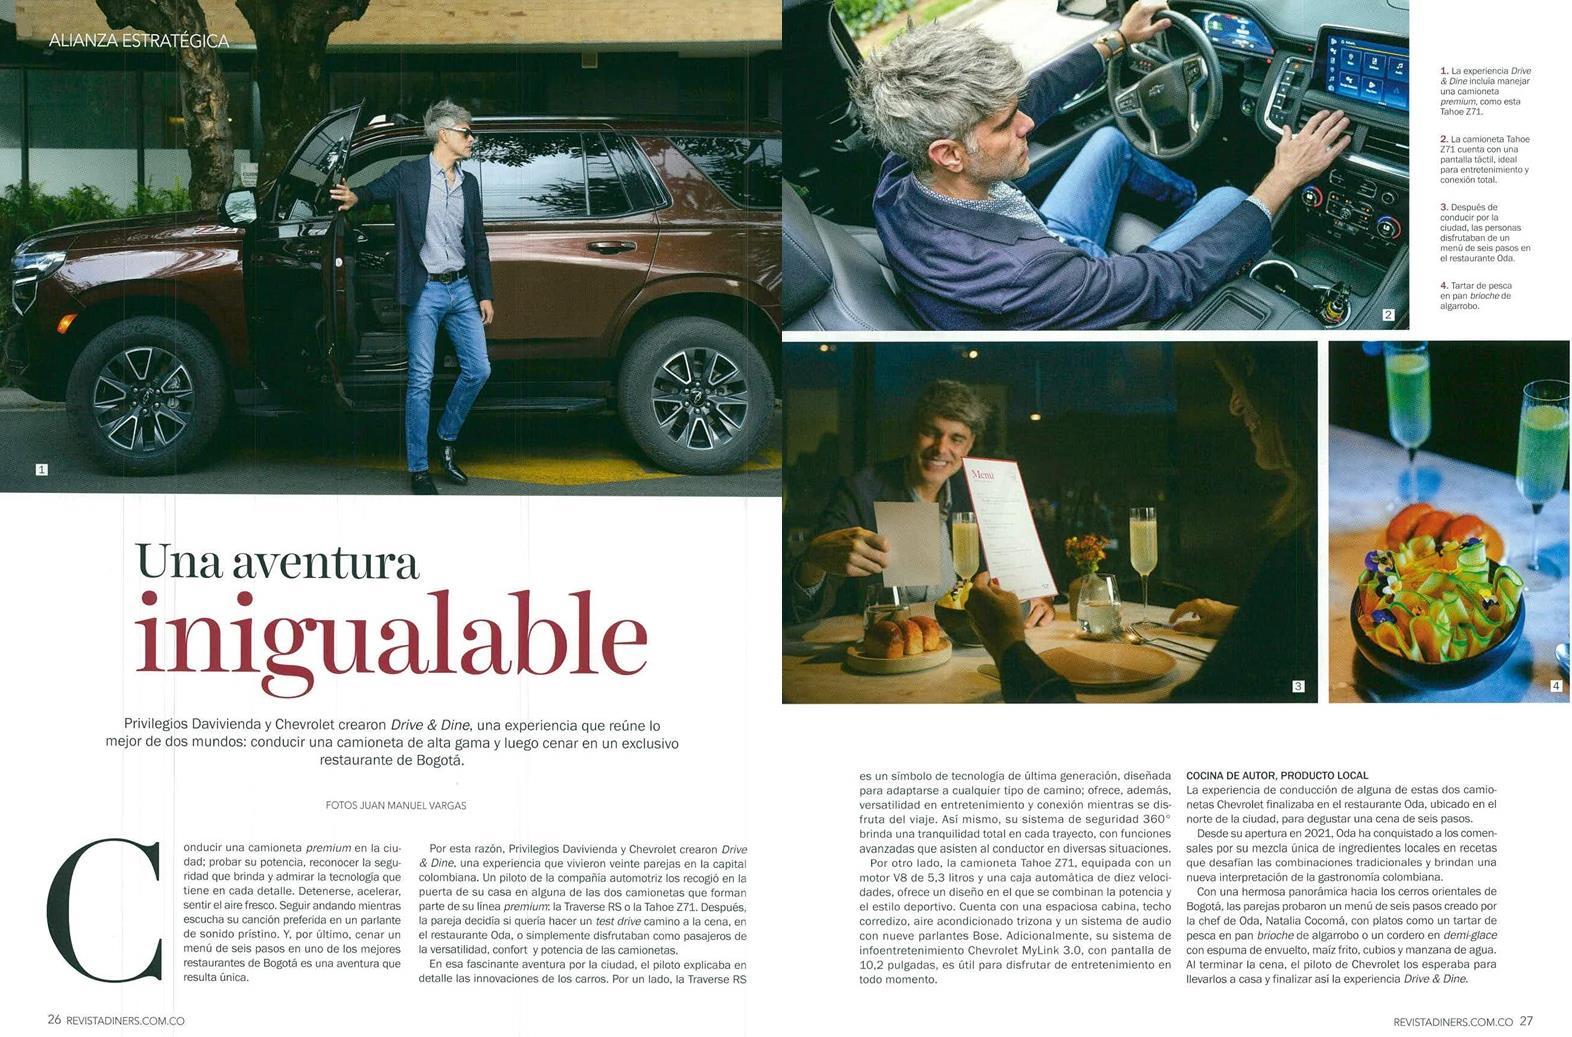 ALIANZA ESTRATÉGICA
1
Una aventura
inigualable
Privilegios Davivienda y Chevrolet crearon Drive & Dine, una experiencia que reúne lo
mejor de dos mundos: conducir una camioneta de alta gama y luego cenar en un exclusivo
restaurante de Bogotá.
FOTOS JUAN MANUEL VARGAS
Conducir una camioneta premium en la ciu-
dad; probar su potencia, reconocer la segu-
ridad que brinda y admirar la tecnología que
tiene en cada detalle. Detenerse, acelerar,
sentir el aire fresco. Seguir andando mientras
escucha su canción preferida en un parlante
de sonido prístino. Y, por último, cenar un
menú de seis pasos en uno de los mejores
restaurantes de Bogotá es una aventura que
resulta única.
Por esta razón, Privilegios Davivienda y Chevrolet crearon Drive
& Dine, una experiencia que vivieron veinte parejas en la capital
colombiana. Un piloto de la compañía automotriz los recogió en la
puerta de su casa en alguna de las dos camionetas que se forman
parte de su línea premium: la Traverse RS o la Tahoe Z71. Después,
la pareja decidía si quería hacer un test drive camino a la cena, en
el restaurante Oda, o simplemente disfrutaban como pasajeros de
la versatilidad, confort y potencia de las camionetas.
En esa fascinante aventura por la ciudad, el piloto explicaba en
detalle las innovaciones de los carros. Por un lado, la Traverse RS
26 REVISTADINERS.COM.CO
2
1. La experiencia Drive
& Dine incluía manejar
una camioneta
premium, como esta
Tahoe Z71.
2. La camioneta Tahoe
Z71 cuenta con una
pantalla táctil, ideal
para entretenimiento y
conexión total.
3. Después de
conducir por la
ciudad, las personas
disfrutaban de un
menú de seis pasos en
el restaurante Oda.
4. Tartar de pesca
en pan brioche de
algarrobo.
Menú
3
4
es un símbolo de tecnología de última generación, diseñada
para adaptarse a cualquier tipo de camino; ofrece, además,
versatilidad en entretenimiento y conexión mientras se dis-
fruta del viaje. Así mismo, su sistema de seguridad 360°
brinda una tranquilidad total en cada trayecto, con funciones
avanzadas que asisten al conductor en diversas situaciones.
Por otro lado, la camioneta Tahoe Z71, equipada con un
motor V8 de 5,3 litros y una caja automática de diez veloci-
dades, ofrece un diseño en el que se combinan la potencia y
el estilo deportivo. Cuenta con una espaciosa cabina, techo
corredizo, aire acondicionado trizona y un sistema de audio
con nueve parlantes Bose. Adicionalmente, su sistema de
infoentretenimiento Chevrolet MyLink 3.0, con pantalla de
10,2 pulgadas, es útil para disfrutar de entretenimiento en
todo momento.
COCINA DE AUTOR, PRODUCTO LOCAL
La experiencia de conducción de alguna de estas dos camio-
netas Chevrolet finalizaba en el restaurante Oda, ubicado en el
norte de la ciudad, para degustar una cena de seis pasos.
Desde su apertura en 2021, Oda ha conquistado a los comen-
sales por su mezcla única de ingredientes locales en recetas
que desafían las combinaciones tradicionales y brindan una
nueva interpretación de la gastronomía colombiana.
Con una hermosa panorámica hacia los cerros orientales de
Bogotá, las parejas probaron un menú de seis pasos creado por
la chef de Oda, Natalia Cocomá, con platos como un tartar de
pesca en pan brioche de algarrobo o un cordero en demi-glace
con espuma de envuelto, maíz frito, cubios y manzana de agua.
Al terminar la cena, el piloto de Chevrolet los esperaba para
llevarlos a casa y finalizar así la experiencia Drive & Dine.
REVISTADINERS.COM.CO 27